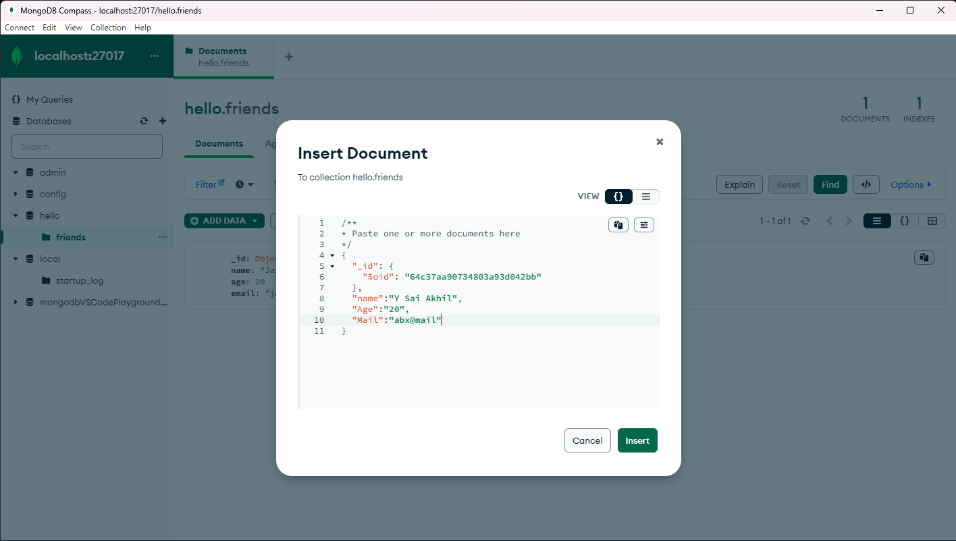 MongoDB Compass - localhost:27017/hello.friends
Connect Edit View Collection Help
localhost:27017 ...
Documents
hello.friends
My Queries
Databases
Search
admin
config
hello
friends ...
local
startup_log
mongodbVSCodePlayground...
hello.friends
1
DOCUMENTS
1
INDEXES
Documents
Ag
Filter
Explain Reset Find </> Options
ADD DATA
1 – 1 of 1
{}
_id: Obje
name: "Ja
age: 20
email: "j
Insert Document
To collection hello.friends
VIEW {}
1 /**
2 * Paste one or more documents here
3 */
4 {
5 "_id": {
6 "$oid": "64c37aa90734803a93d042bb"
7 },
8 "name":"Y Sai Akhil",
9 "Age":"20",
10 "Mail":"abx@mail"
11 }
Cancel Insert